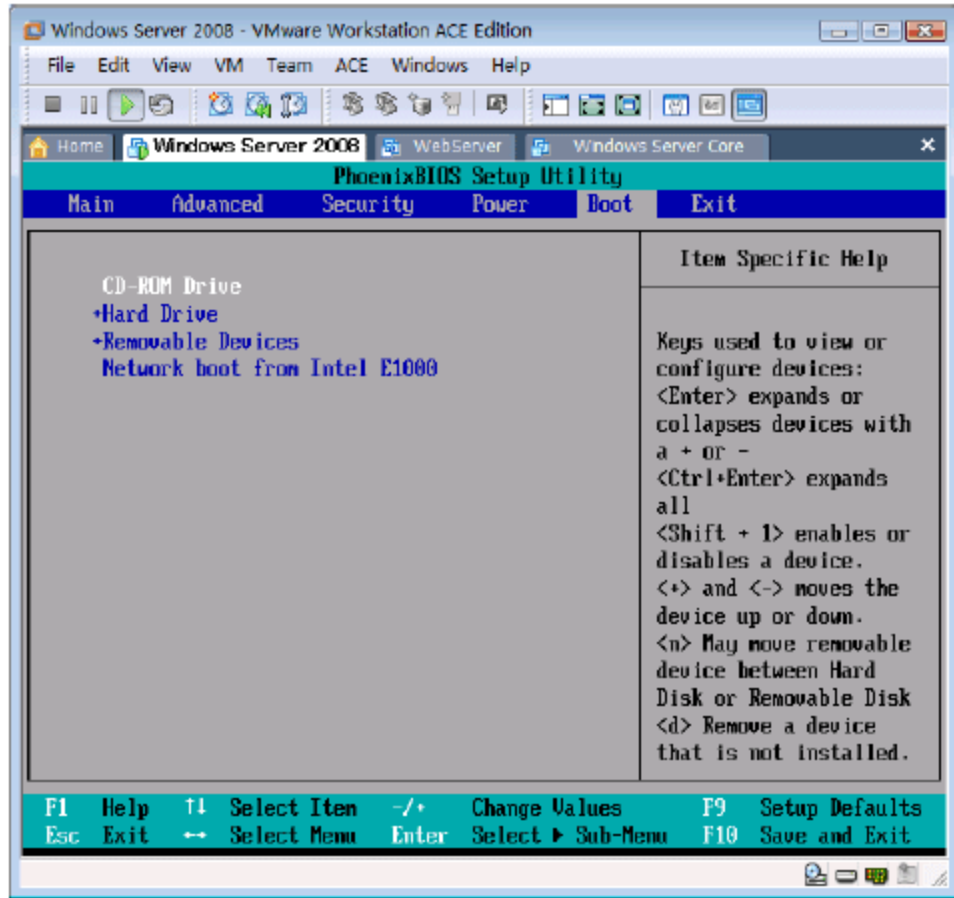 Windows Server 2008 - VMware Workstation ACE Edition
File Edit View VM Team ACE Windows Help
Home Windows Server 2008 WebServer Windows Server Core
PhoenixBIOS Setup Utility
Main Advanced Security Power Boot Exit
CD-ROM Drive
+Hard Drive
+Removable Devices
Network boot from Intel E1000
Item Specific Help
Keys used to view or
configure devices:
<Enter> expands or
collapses devices with
a + or -
<Ctrl+Enter> expands
all
<Shift + 1> enables or
disables a device.
<+> and <-> moves the
device up or down.
<n> May move removable
device between Hard
Disk or Removable Disk
<d> Remove a device
that is not installed.
F1 Help ↑↓ Select Item -/+ Change Values F9 Setup Defaults
Esc Exit ↔ Select Menu Enter Select ▶ Sub-Menu F10 Save and Exit